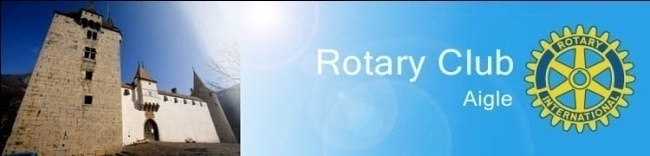 Rotary Club
Aigle
ROTARY
INTERNATIONAL